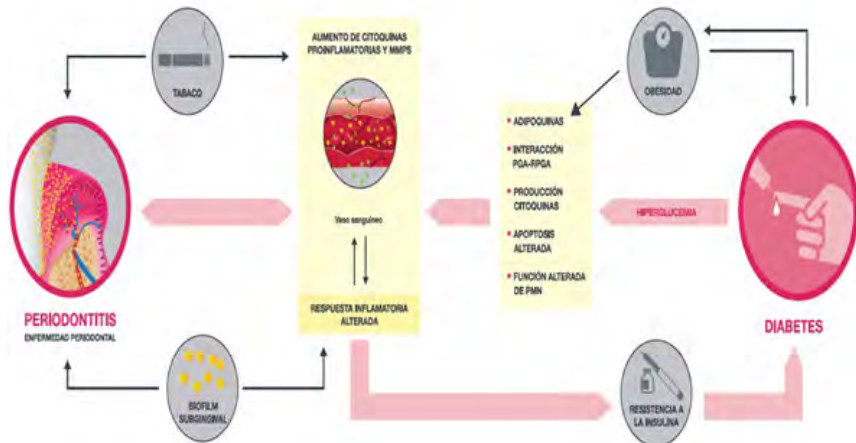 TABACO
PERIODONTITIS
ENFERMEDAD PERIODONTAL
BIOFILM
SUBGINGIVAL
AUMENTO DE CITOQUINAS
PROINFLAMATORIAS Y MMPS
Vaso sanguíneo
RESPUESTA INFLAMATORIA
ALTERADA
• ADIPOQUINAS
• INTERACCIÓN
PGA-RPGA
• PRODUCCIÓN
CITOQUINAS
• APOPTOSIS
ALTERADA
• FUNCIÓN ALTERADA
DE PMN
OBESIDAD
HIPERGLUCEMIA
DIABETES
RESISTENCIA A
LA INSULINA